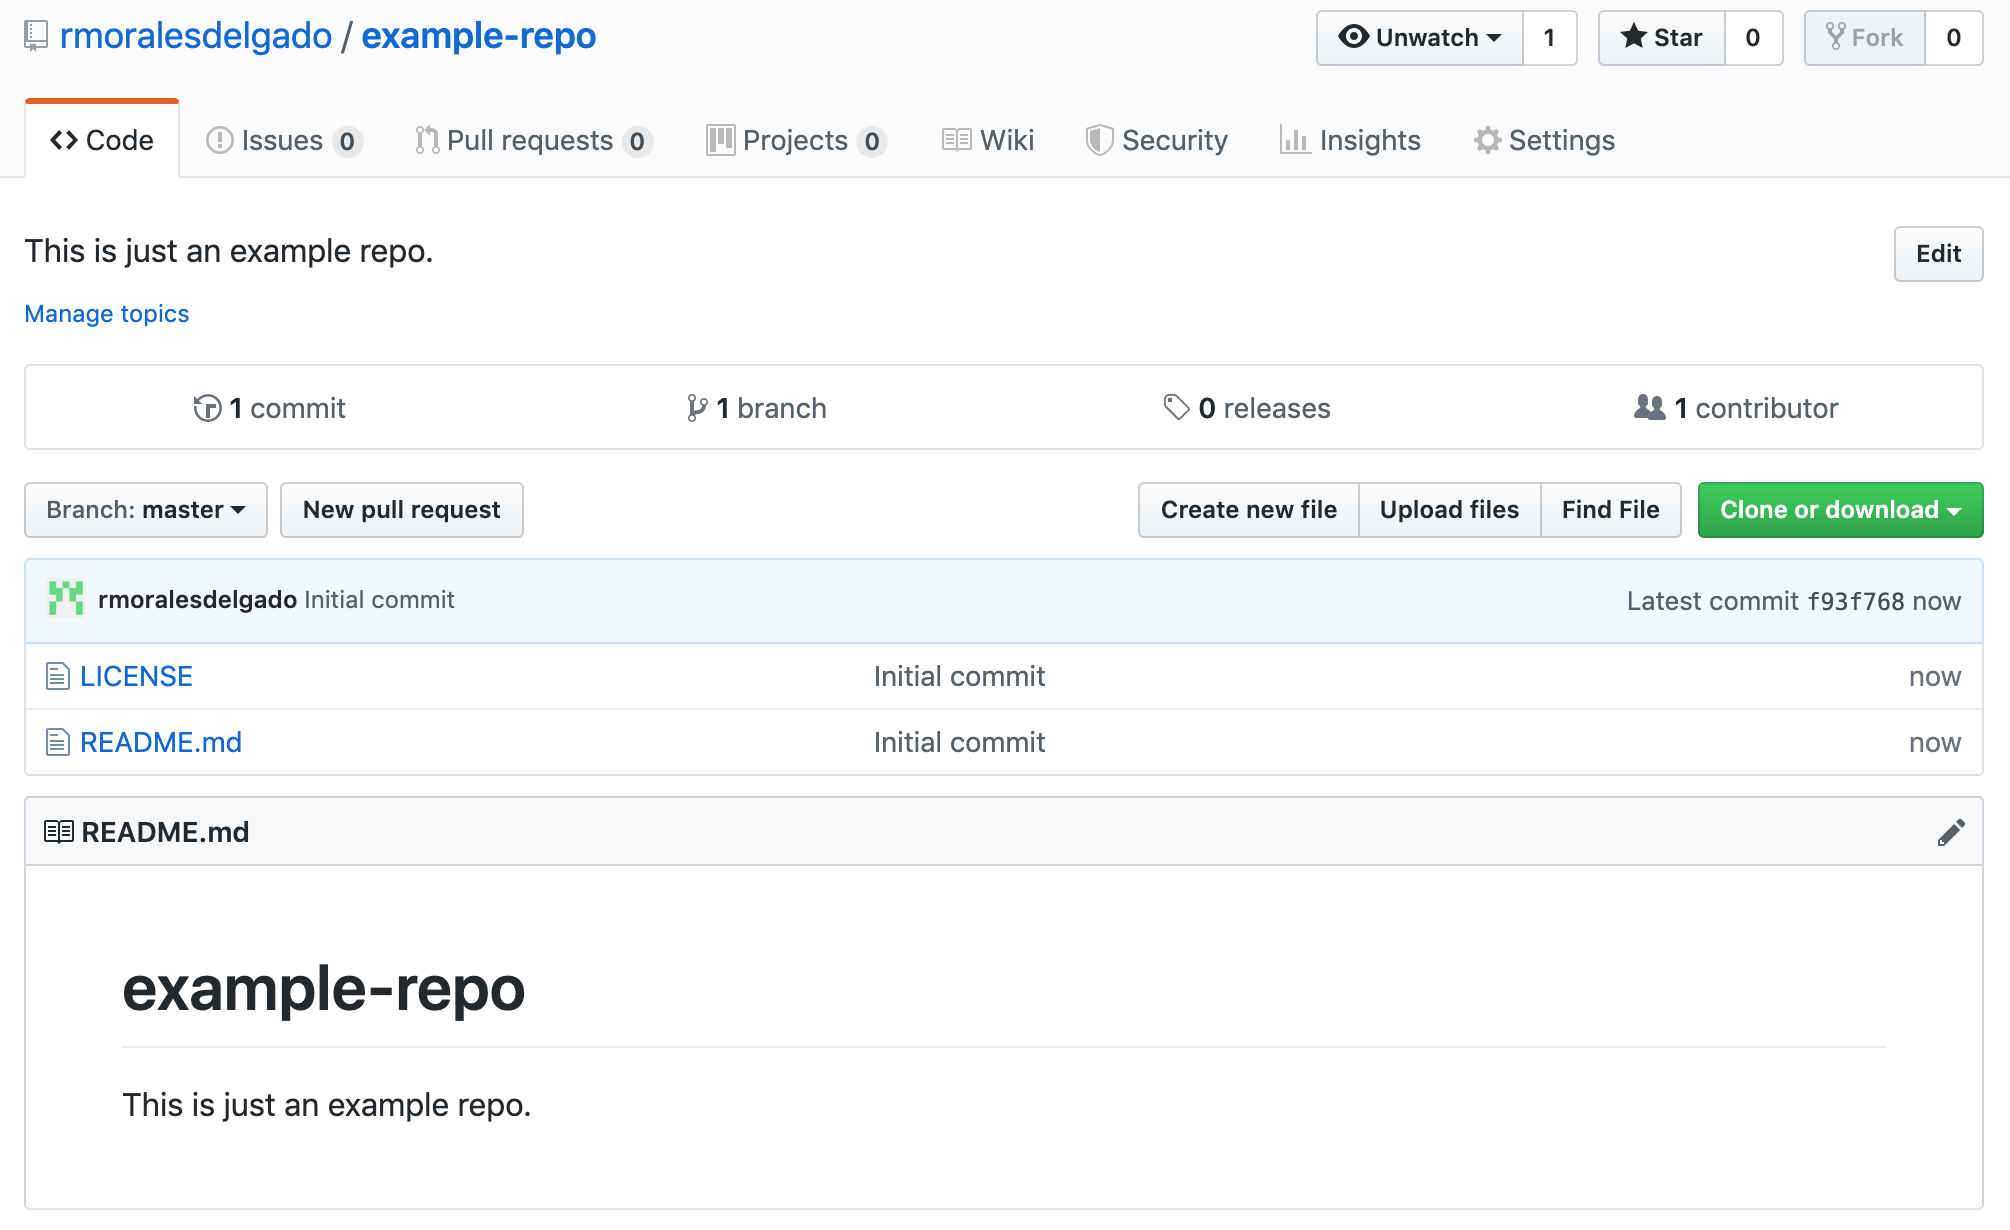 rmoralesdelgado / example-repo
Unwatch 1 Star 0 Fork 0
Code Issues 0 Pull requests 0 Projects 0 Wiki Security Insights Settings
This is just an example repo.
Edit
Manage topics
1 commit 1 branch 0 releases 1 contributor
Branch: master New pull request Create new file Upload files Find File Clone or download
rmoralesdelgado Initial commit Latest commit f93f768 now
LICENSE Initial commit now
README.md Initial commit now
README.md
example-repo
This is just an example repo.